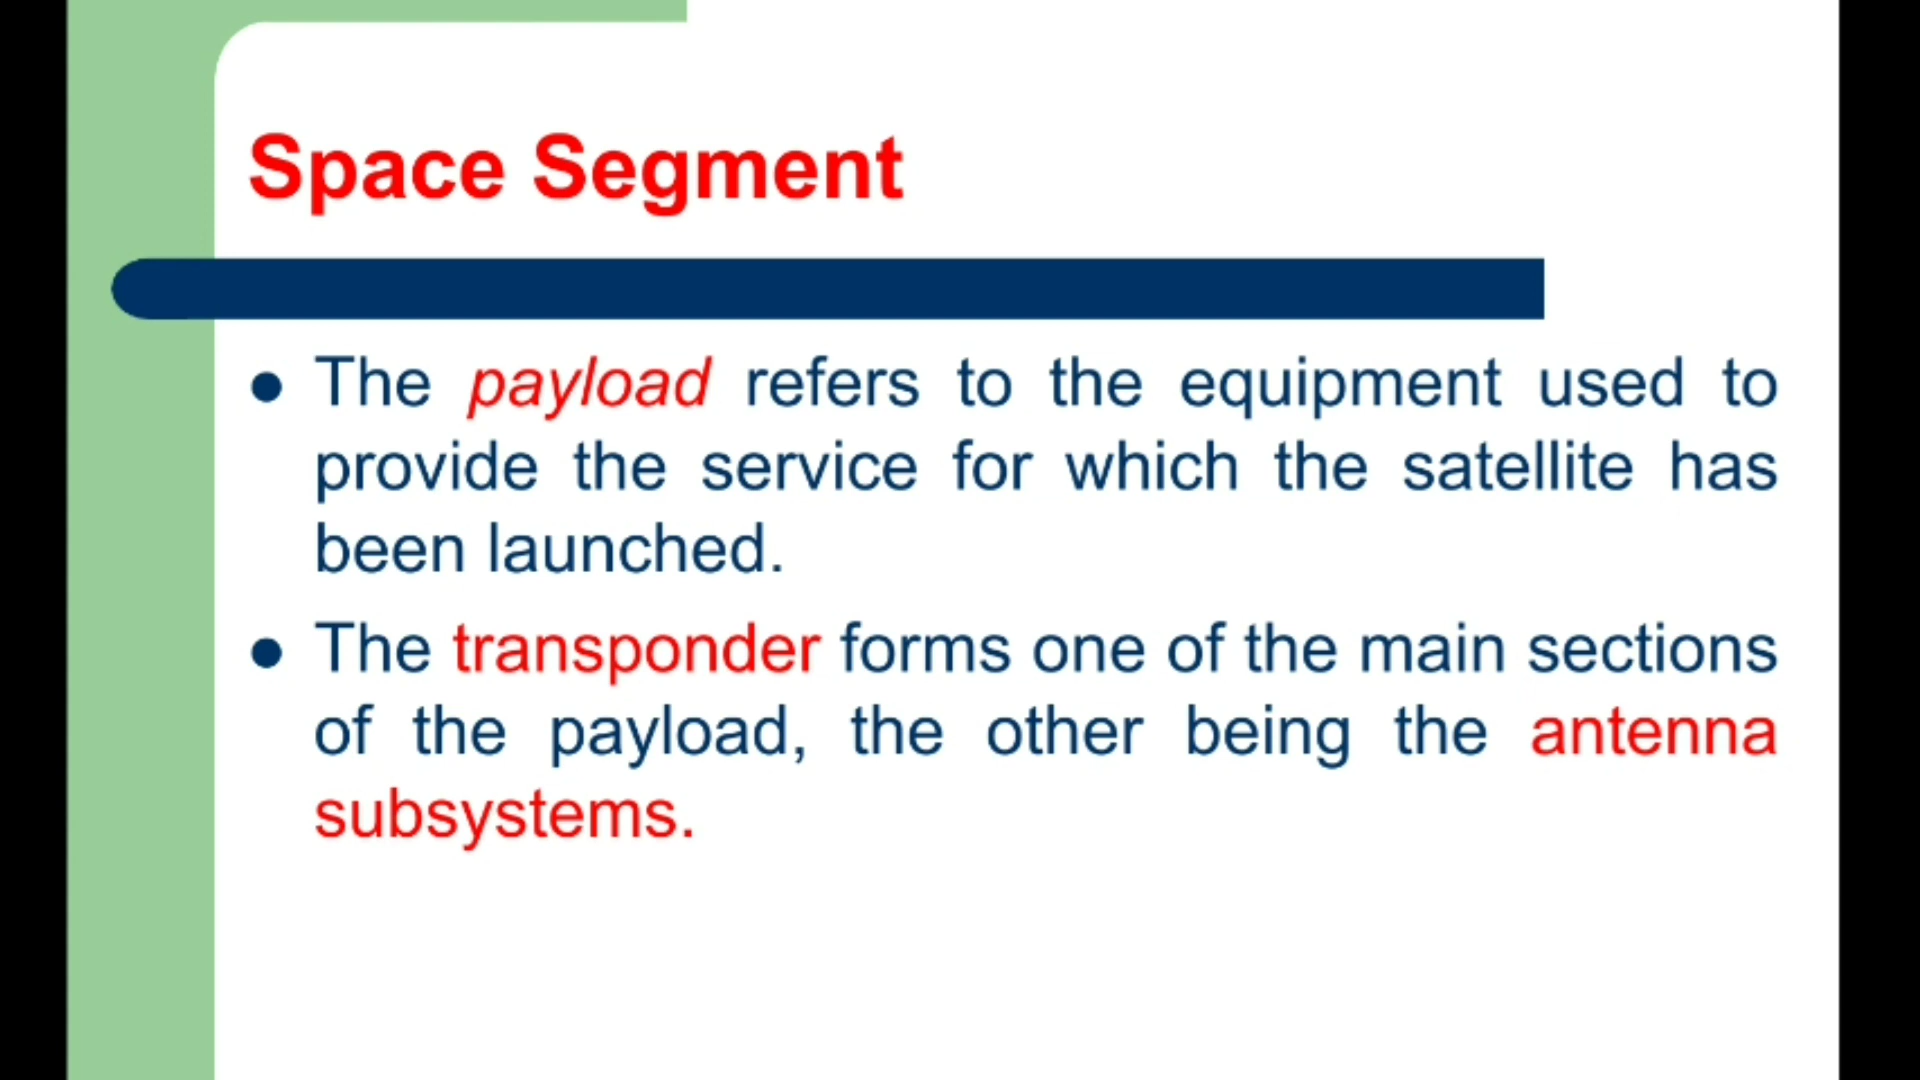 Space Segment
The payload refers to the equipment used to
provide the service for which the satellite has
been launched.
The transponder forms one of the main sections
of the payload, the other being the antenna
subsystems.